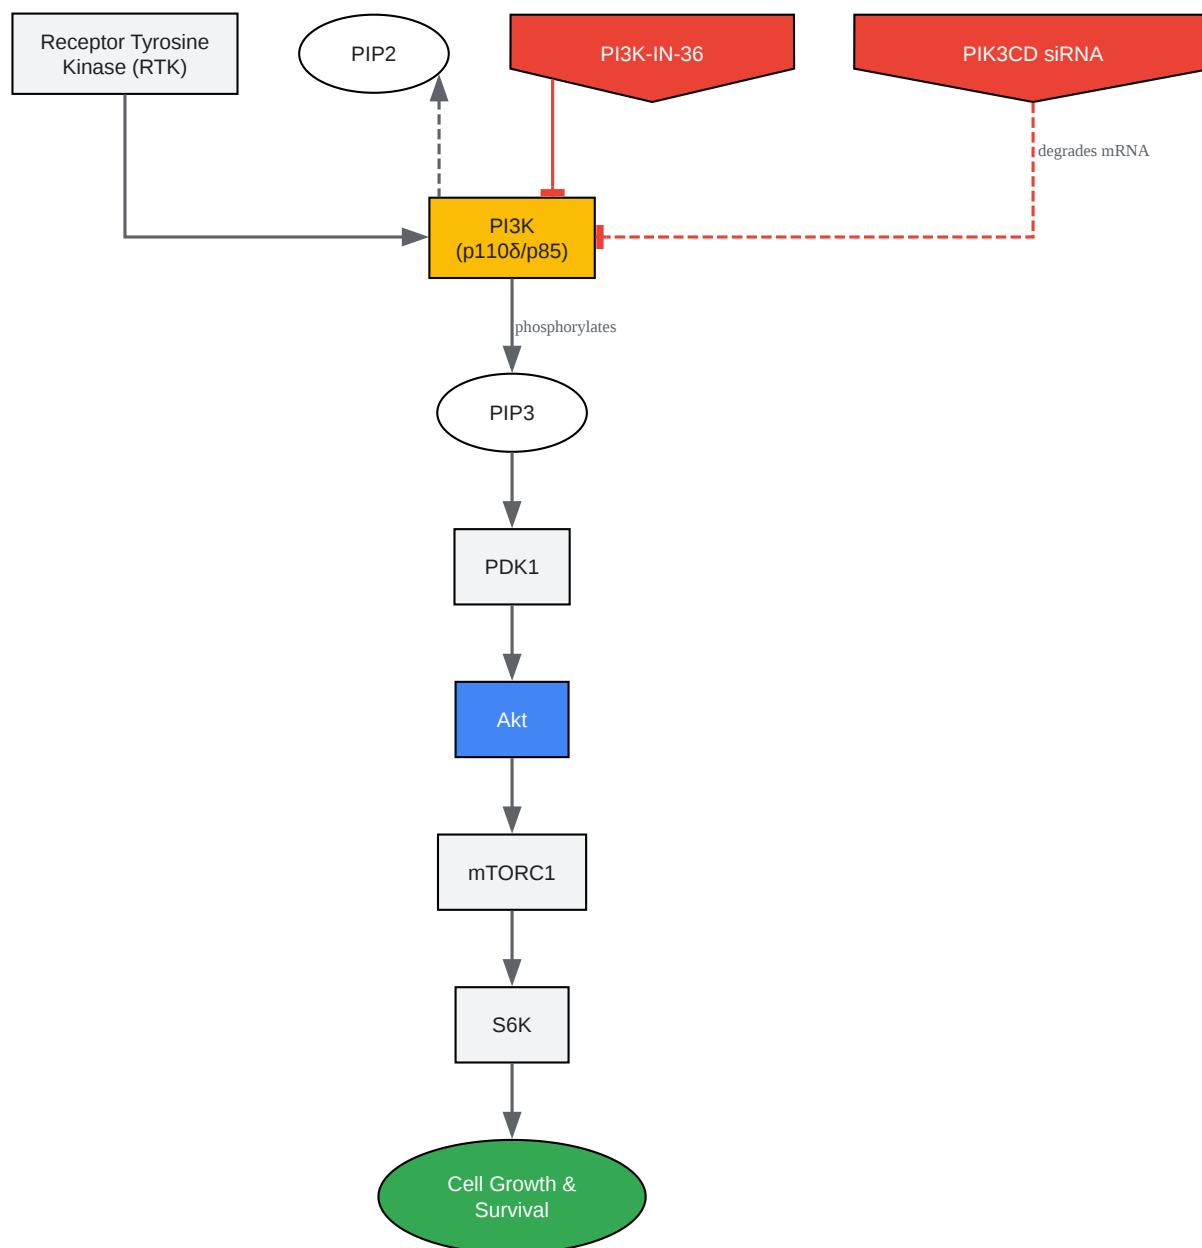 Receptor Tyrosine
Kinase (RTK)
PIP2
PI3K-IN-36
PIK3CD siRNA
degrades mRNA
PI3K
(p110δ/p85)
phosphorylates
PIP3
PDK1
Akt
mTORC1
S6K
Cell Growth &
Survival